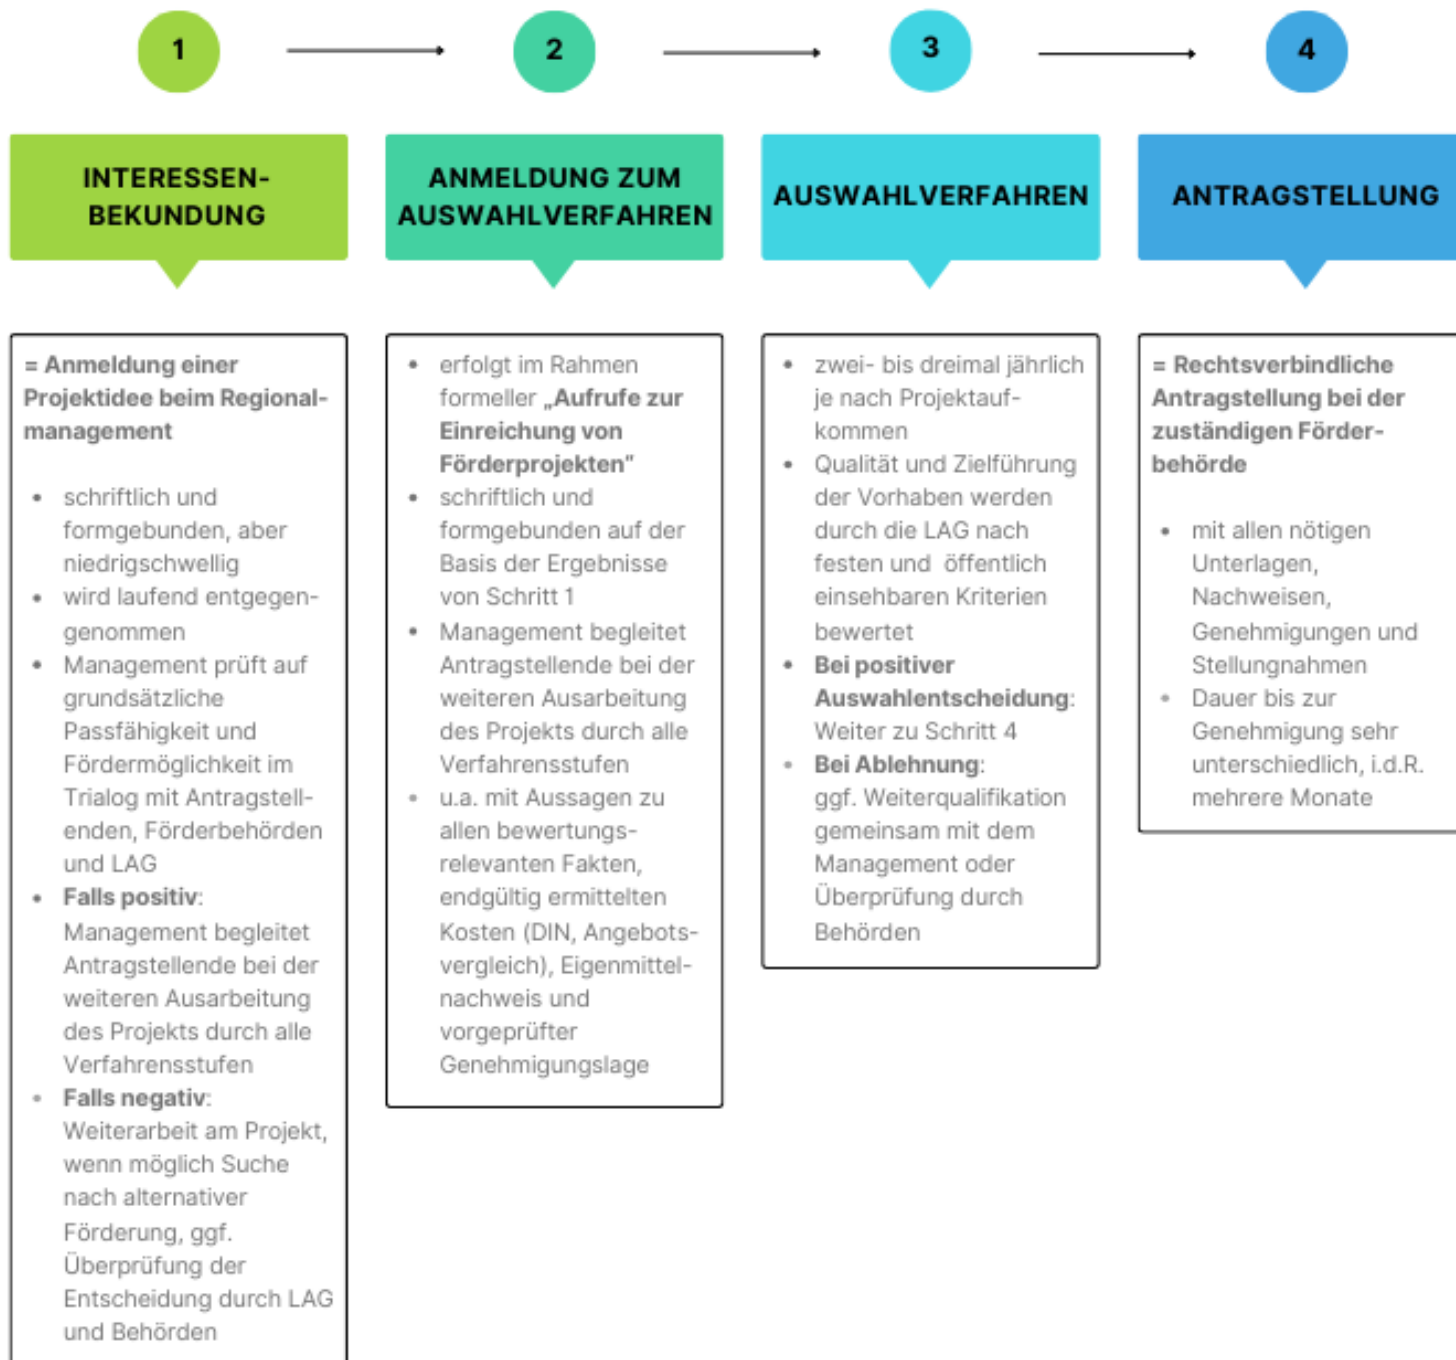 1
2
3
4
INTERESSEN-
BEKUNDUNG
ANMELDUNG ZUM
AUSWAHLVERFAHREN
AUSWAHLVERFAHREN
ANTRAGSTELLUNG
= Anmeldung einer
Projektidee beim Regional-
management
• schriftlich und
formgebunden, aber
niedrigschwellig
• wird laufend entgegen-
genommen
• Management prüft auf
grundsätzliche
Passfähigkeit und
Fördermöglichkeit im
Trialog mit Antragstell-
enden, Förderbehörden
und LAG
• Falls positiv:
Management begleitet
Antragstellende bei der
weiteren Ausarbeitung
des Projekts durch alle
Verfahrensstufen
• Falls negativ:
Weiterarbeit am Projekt,
wenn möglich Suche
nach alternativer
Förderung, ggf.
Überprüfung der
Entscheidung durch LAG
und Behörden
• erfolgt im Rahmen
formeller „Aufrufe zur
Einreichung von
Förderprojekten“
• schriftlich und
formgebunden auf der
Basis der Ergebnisse
von Schritt 1
• Management begleitet
Antragstellende bei der
weiteren Ausarbeitung
des Projekts durch alle
Verfahrensstufen
• u.a. mit Aussagen zu
allen bewertungs-
relevanten Fakten,
endgültig ermittelten
Kosten (DIN, Angebots-
vergleich), Eigenmittel-
nachweis und
vorgeprüfter
Genehmigungslage
• zwei- bis dreimal jährlich
je nach Projektauf-
kommen
• Qualität und Zielführung
der Vorhaben werden
durch die LAG nach
festen und öffentlich
einsehbaren Kriterien
bewertet
• Bei positiver
Auswahlentscheidung:
Weiter zu Schritt 4
• Bei Ablehnung:
ggf. Weiterqualifikation
gemeinsam mit dem
Management oder
Überprüfung durch
Behörden
= Rechtsverbindliche
Antragstellung bei der
zuständigen Förder-
behörde
• mit allen nötigen
Unterlagen,
Nachweisen,
Genehmigungen und
Stellungnahmen
• Dauer bis zur
Genehmigung sehr
unterschiedlich, i.d.R.
mehrere Monate